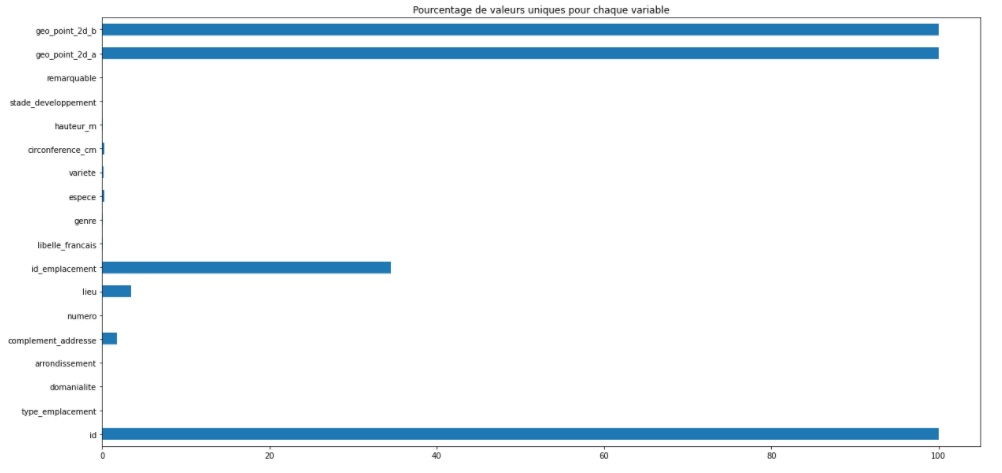 Pourcentage de valeurs uniques pour chaque variable
geo_point_2d_b
geo_point_2d_a
remarquable
stade_developpement
hauteur_m
circonference_cm
variete
espece
genre
libelle_francais
id_emplacement
lieu
numero
complement_addresse
arrondissement
domanialite
type_emplacement
id
0 20 40 60 80 100